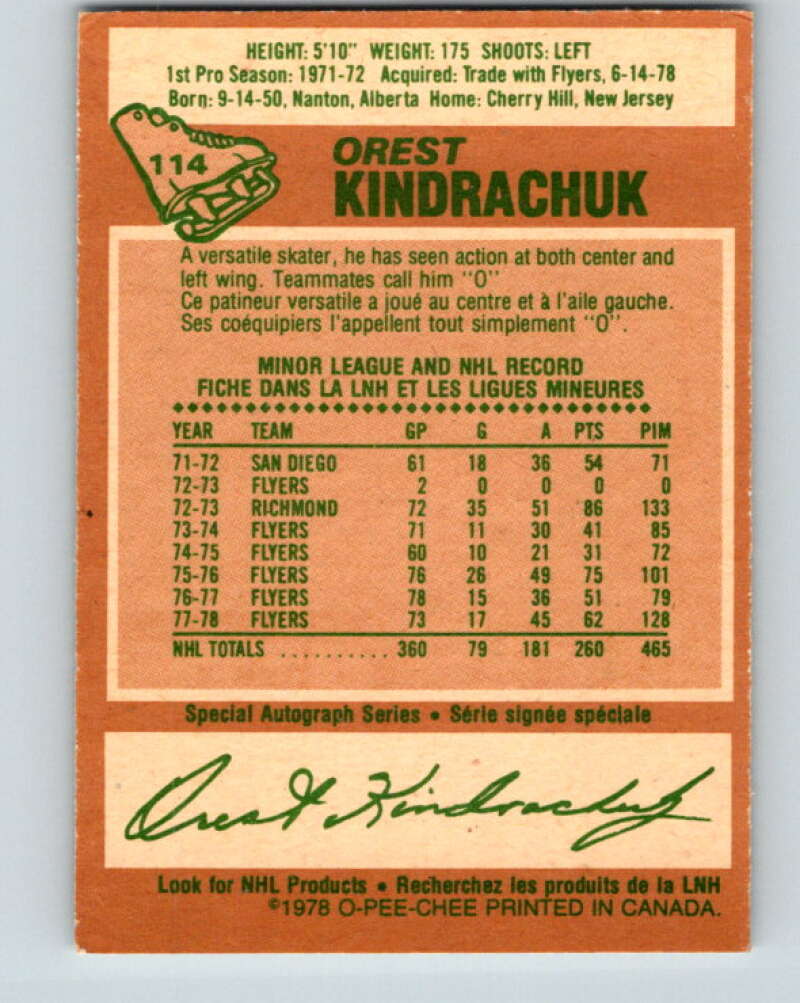 HEIGHT: 5'10" WEIGHT: 175 SHOOTS: LEFT
1st Pro Season: 1971-72 Acquired: Trade with Flyers, 6-14-78
Born: 9-14-50, Nanton, Alberta Home: Cherry Hill, New Jersey
114
OREST
KINDRACHUK
A versatile skater, he has seen action at both center and
left wing. Teammates call him "O"
Ce patineur versatile a joué au centre et à l'aile gauche.
Ses coéquipiers l'appellent tout simplement "O".
MINOR LEAGUE AND NHL RECORD
FICHE DANS LA LNH ET LES LIGUES MINEURES
YEAR TEAM GP G A PTS PIM
71-72 SAN DIEGO 61 18 36 54 71
72-73 FLYERS 2 0 0 0 0
72-73 RICHMOND 72 35 51 86 133
73-74 FLYERS 71 11 30 41 85
74-75 FLYERS 60 10 21 31 72
75-76 FLYERS 76 26 49 75 101
76-77 FLYERS 78 15 36 51 79
77-78 FLYERS 73 17 45 62 128
NHL TOTALS .......... 360 79 181 260 465
Special Autograph Series • Série signée spéciale
Orest Kindrachuk
Look for NHL Products • Recherchez les produits de la LNH
©1978 O-PEE-CHEE PRINTED IN CANADA.